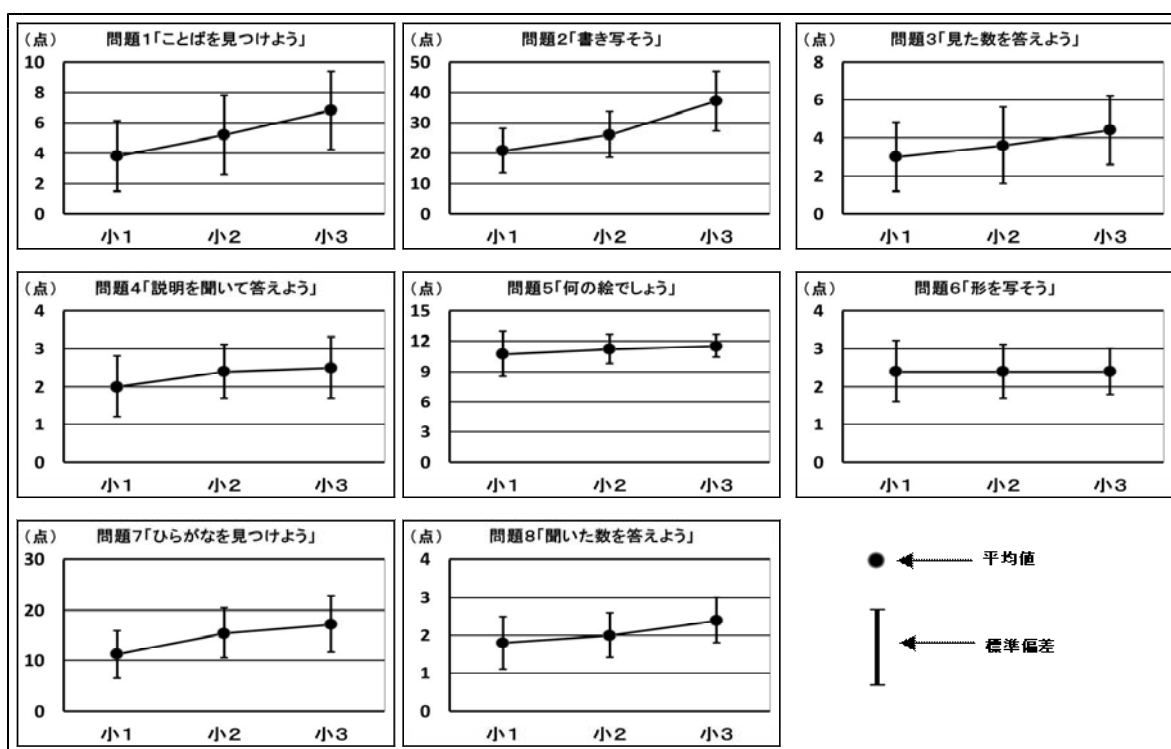 (点) 問題1「ことばを見つけよう」
10
8
6
4
2
0
小1 小2 小3
(点) 問題2「書き写そう」
50
40
30
20
10
0
小1 小2 小3
(点) 問題3「見た数を答えよう」
8
6
4
2
0
小1 小2 小3
(点) 問題4「説明を聞いて答えよう」
4
3
2
1
0
小1 小2 小3
(点) 問題5「何の絵でしょう」
15
12
9
6
3
0
小1 小2 小3
(点) 問題6「形を写そう」
4
3
2
1
0
小1 小2 小3
(点) 問題7「ひらがなを見つけよう」
30
20
10
0
小1 小2 小3
(点) 問題8「聞いた数を答えよう」
4
3
2
1
0
小1 小2 小3
平均値
標準偏差